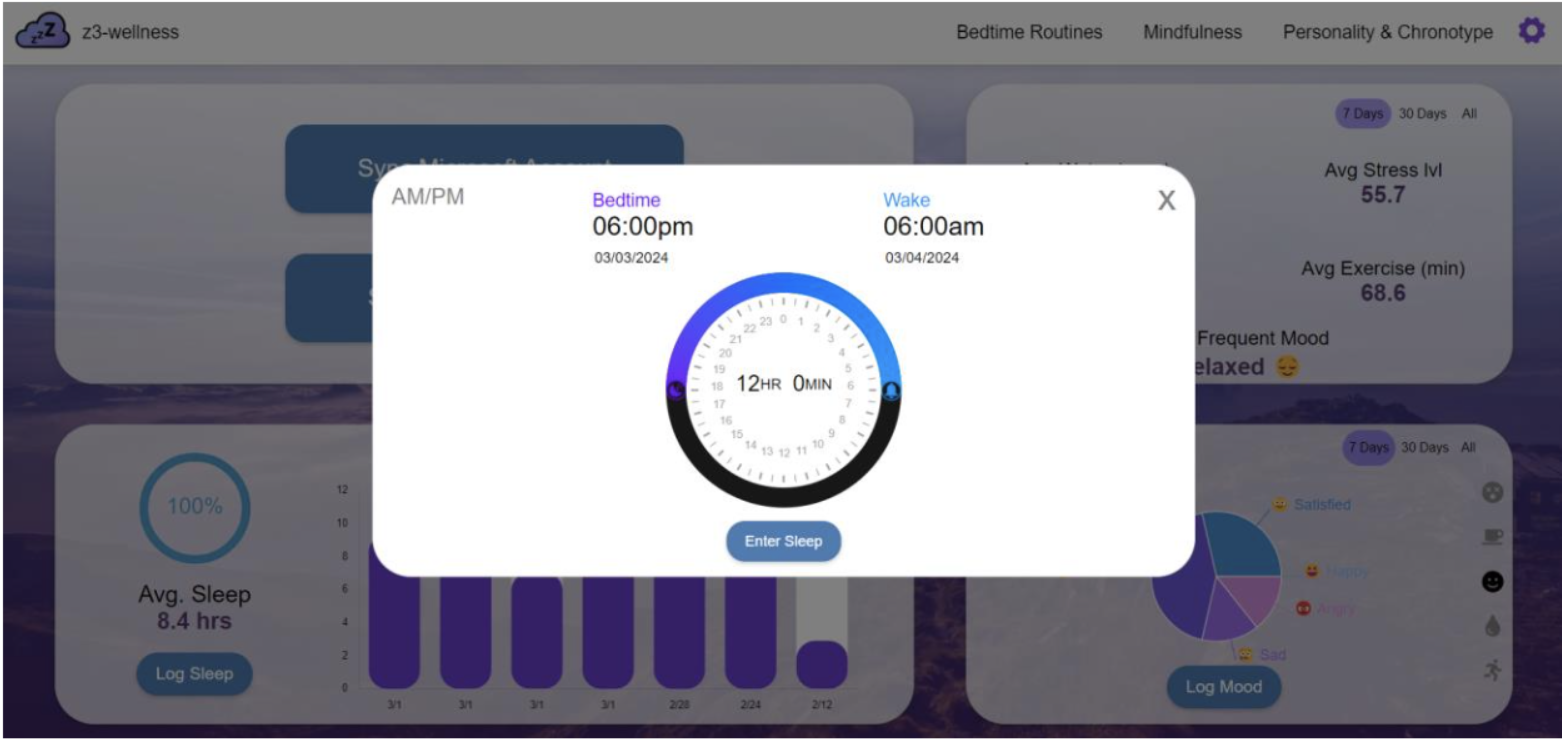 z3-wellness
Bedtime Routines
Mindfulness
Personality & Chronotype
AM/PM
Bedtime
06:00pm
03/03/2024
Wake
06:00am
03/04/2024
X
0
1
2
3
4
5
6
7
8
9
10
11
12
13
14
15
16
17
18
19
20
21
22
23
12HR 0MIN
Enter Sleep
7 Days 30 Days All
Avg Stress lvl
55.7
Avg Exercise (min)
68.6
Frequent Mood
elaxed
100%
Avg. Sleep
8.4 hrs
Log Sleep
12
10
8
6
4
2
0
3/1 3/1 3/1 3/1 2/28 2/24 2/12
7 Days 30 Days All
Satisfied
Happy
Angry
Sad
Log Mood